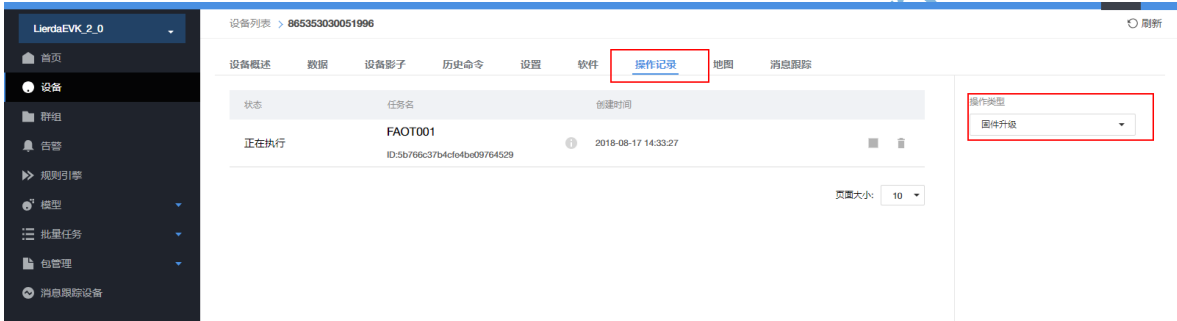 LierdaEVK_2_0
首页
设备
群组
告警
规则引擎
模型
批量任务
包管理
消息跟踪设备
设备列表 > 865353030051996
刷新
设备概述 数据 设备影子 历史命令 设置 软件 操作记录 地图 消息跟踪
状态 任务名 创建时间
正在执行 FAOT001 2018-08-17 14:33:27
ID:5b766c37b4cfe4be09764529
页面大小: 10
操作类型
固件升级